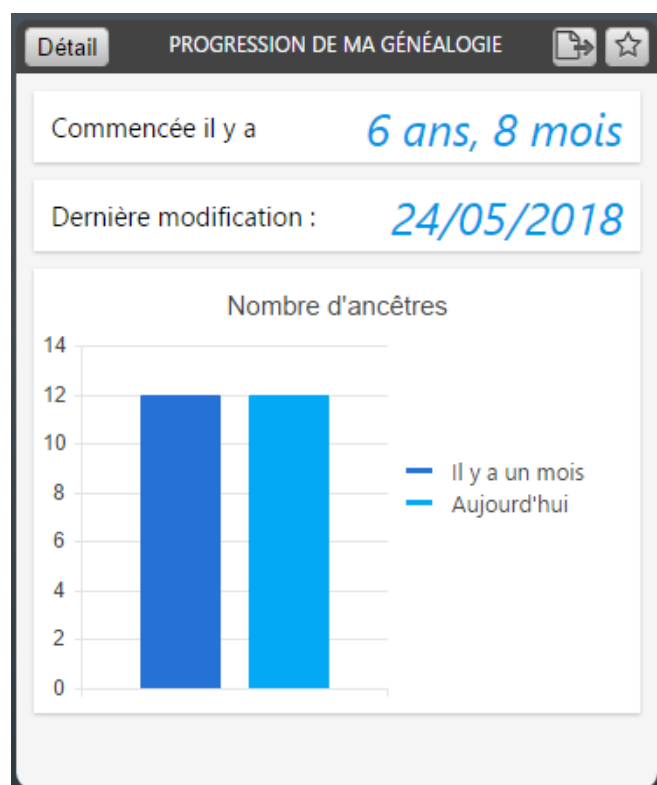 Détail PROGRESSION DE MA GÉNÉALOGIE
Commencée il y a 6 ans, 8 mois
Dernière modification : 24/05/2018
Nombre d'ancêtres
14
12
10
8
6
4
2
0
Il y a un mois
Aujourd'hui